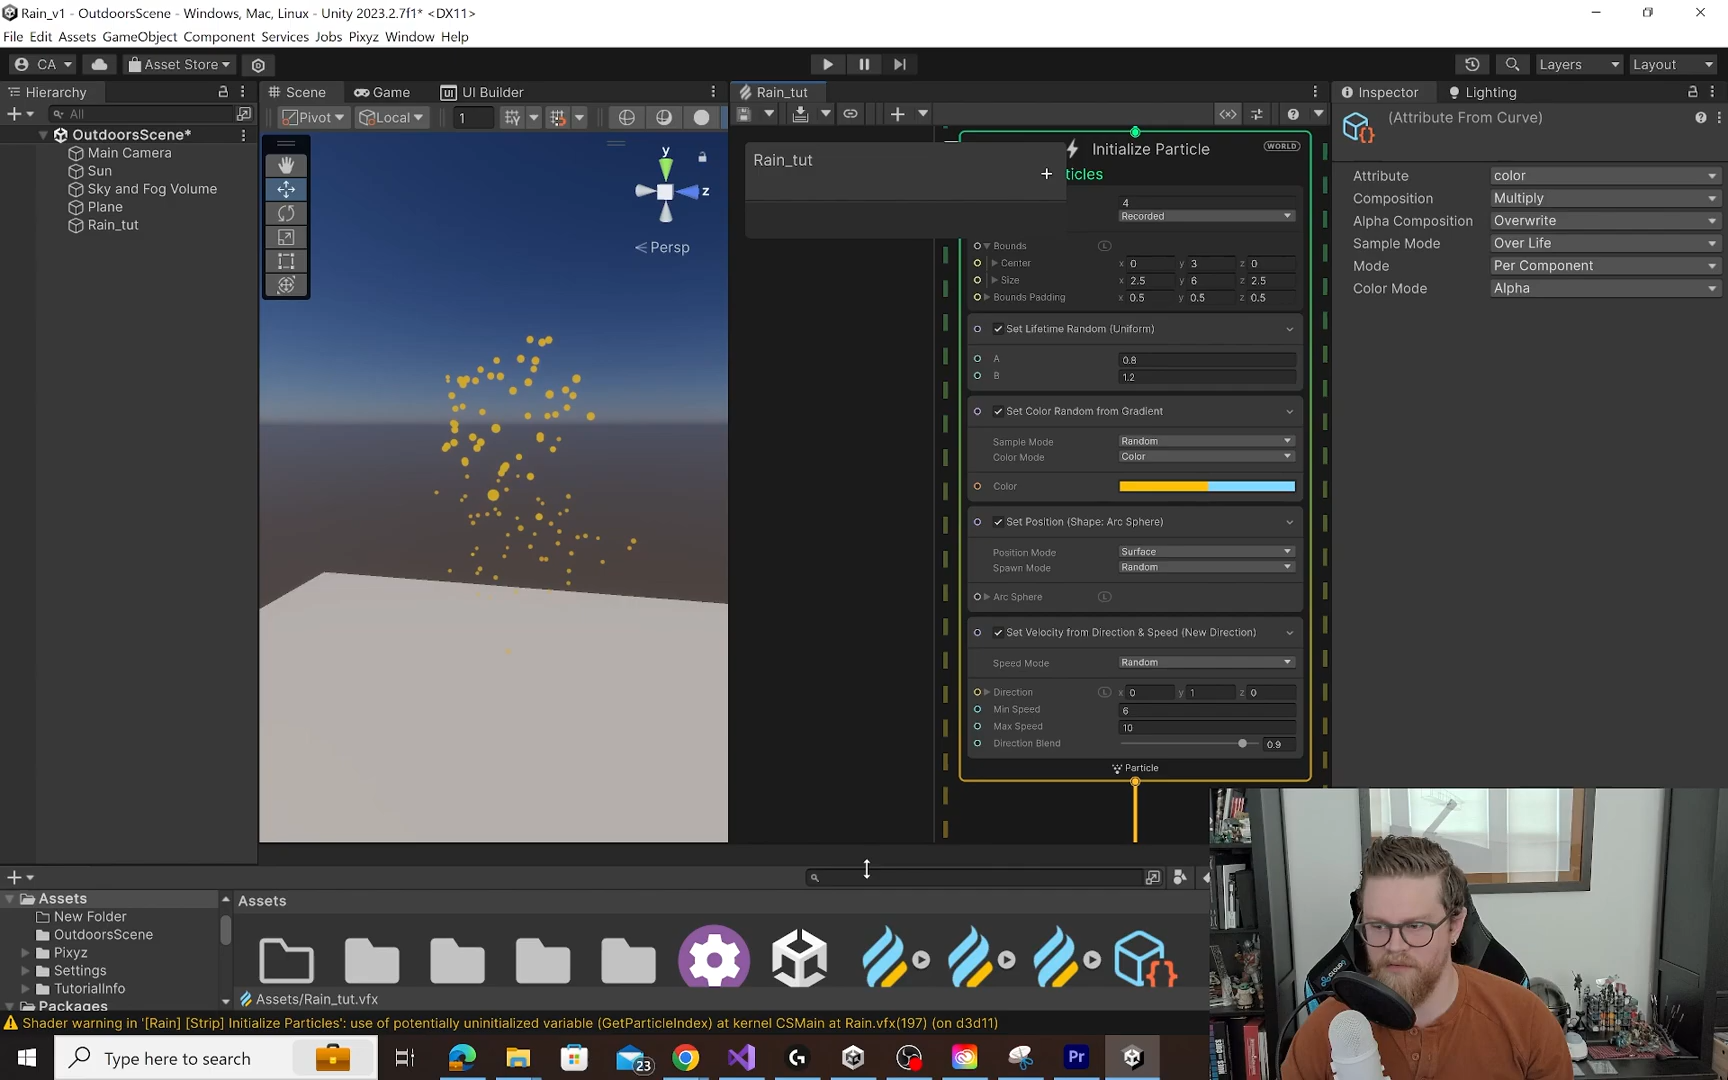 Rain_v1 - OutdoorsScene - Windows, Mac, Linux - Unity 2023.2.7f1* <DX11>
File Edit Assets GameObject Component Services Jobs Pixyz Window Help
CA Asset Store Layers Layout
Hierarchy Scene Game UI Builder Rain_tut Inspector Lighting
All Pivot Local 1
OutdoorsScene*
Main Camera
Sun
Sky and Fog Volume
Plane
Rain_tut
y
z
Persp
Rain_tut
Initialize Particle WORLD
ticles
4
Recorded
Bounds L
Center x 0 y 3 z 0
Size x 2.5 y 6 z 2.5
Bounds Padding x 0.5 y 0.5 z 0.5
Set Lifetime Random (Uniform)
A 0.8
B 1.2
Set Color Random from Gradient
Sample Mode Random
Color Mode Color
Color
Set Position (Shape: Arc Sphere)
Position Mode Surface
Spawn Mode Random
Arc Sphere L
Set Velocity from Direction & Speed (New Direction)
Speed Mode Random
Direction L x 0 y 1 z 0
Min Speed 6
Max Speed 10
Direction Blend 0.9
Particle
(Attribute From Curve)
Attribute color
Composition Multiply
Alpha Composition Overwrite
Sample Mode Over Life
Mode Per Component
Color Mode Alpha
Assets
New Folder
OutdoorsScene
Pixyz
Settings
TutorialInfo
Packages
Assets
Assets/Rain_tut.vfx
Shader warning in '[Rain] [Strip] Initialize Particles': use of potentially uninitialized variable (GetParticleIndex) at kernel CSMain at Rain.vfx(197) (on d3d11)
Type here to search
23
Pr